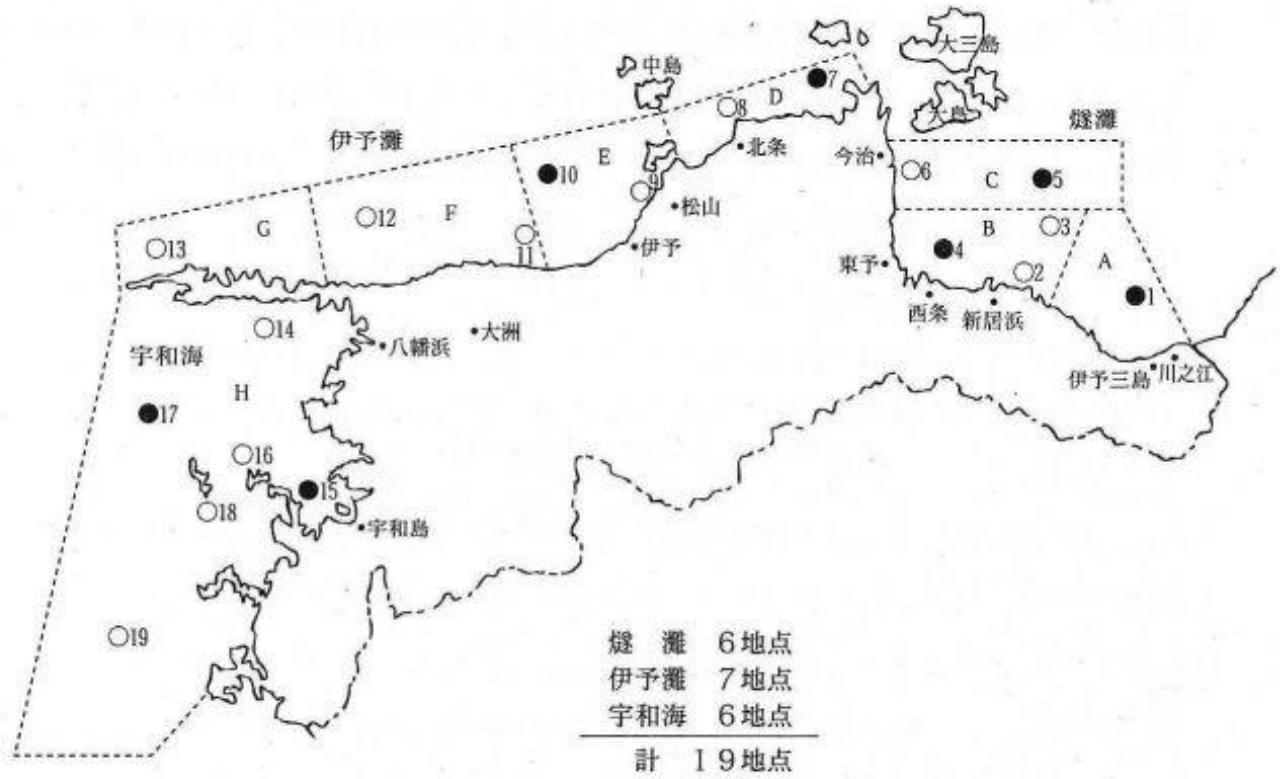 大三島
中島
7
大島
D
8
燧灘
伊予灘
北条
E
今治
6
C
5
10
9
12
F
松山
B
3
G
11
伊予
4
A
13
東予
2
1
西条
新居浜
14
大洲
八幡浜
宇和海
伊予三島
川之江
H
17
16
15
18
宇和島
19
燧 灘 6地点
伊予灘 7地点
宇和海 6地点
計 19地点